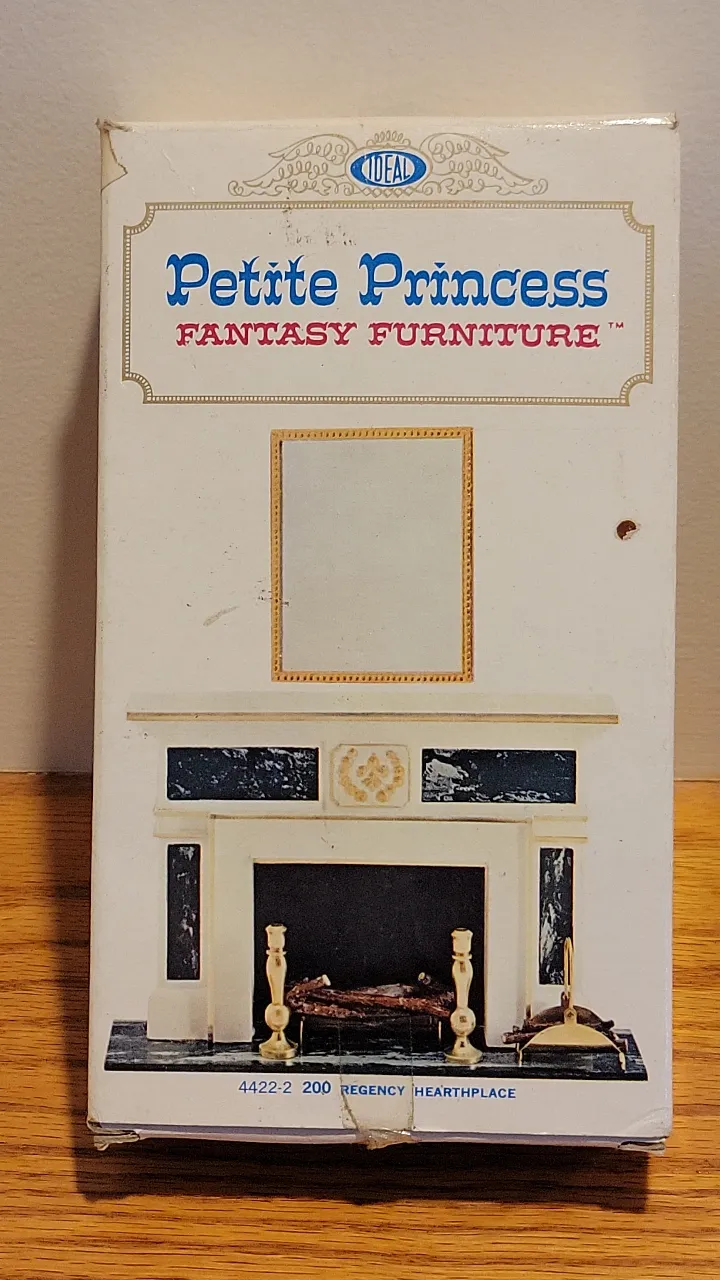 IDEAL
Petite Princess
FANTASY FURNITURE™
4422-2 200 REGENCY HEARTHPLACE